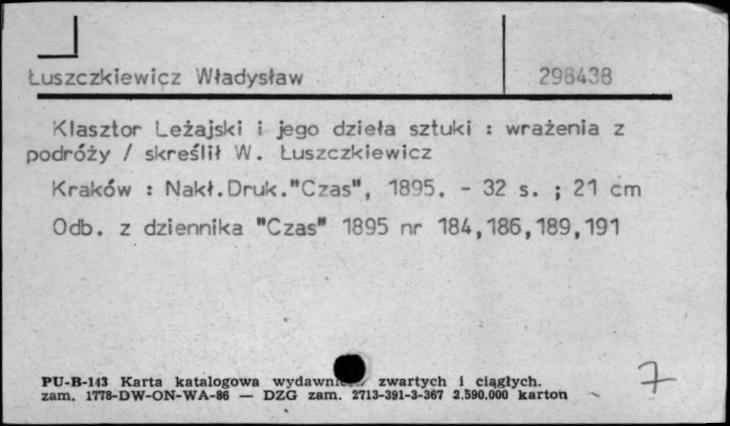 Łuszczkiewicz Władysław 298438
Klasztor Leżajski i jego dzieła sztuki : wrażenia z
podróży / skreślił W. Łuszczkiewicz
Kraków : Nakł.Druk."Czas", 1895. - 32 s. ; 21 cm
Odb. z dziennika "Czas" 1895 nr 184,186,189,191
PU-B-143 Karta katalogowa zwartych i ciągłych.
zam. 1778-DW-ON-WA-86 — DZG zam. 2713-391-3-367 2.590.000 karton
7